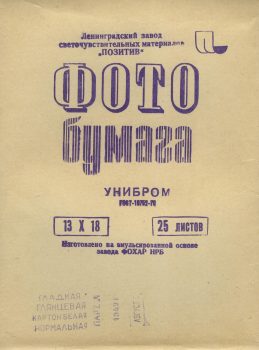 Ленинградский завод
светочувствительных материалов
"ПОЗИТИВ"
ФОТО
бумага
УНИБРОМ
13 X 18
25 ЛИСТОВ
Изготовлено на эмульсированной основе
завода ФОХАР НРБ
ГЛАДКАЯ
ГЛЯНЦЕВАЯ
КАРТОН БЕЛАЯ
НОРМАЛЬНАЯ